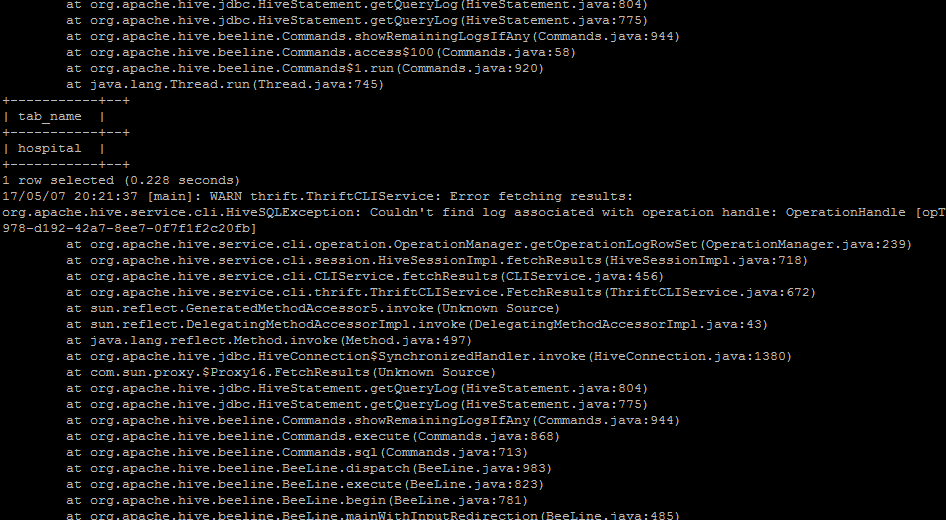 at org.apache.hive.jdbc.HiveStatement.getQueryLog(HiveStatement.java:804)
at org.apache.hive.jdbc.HiveStatement.getQueryLog(HiveStatement.java:775)
at org.apache.hive.beeline.Commands.showRemainingLogsIfAny(Commands.java:944)
at org.apache.hive.beeline.Commands.access$100(Commands.java:58)
at org.apache.hive.beeline.Commands$1.run(Commands.java:920)
at java.lang.Thread.run(Thread.java:745)
+-----------+--+
| tab_name  |
+-----------+--+
| hospital  |
+-----------+--+
1 row selected (0.228 seconds)
17/05/07 20:21:37 [main]: WARN thrift.ThriftCLIService: Error fetching results:
org.apache.hive.service.cli.HiveSQLException: Couldn't find log associated with operation handle: OperationHandle [opT
978-d192-42a7-8ee7-0f7f1f2c20fb]
at org.apache.hive.service.cli.operation.OperationManager.getOperationLogRowSet(OperationManager.java:239)
at org.apache.hive.service.cli.session.HiveSessionImpl.fetchResults(HiveSessionImpl.java:718)
at org.apache.hive.service.cli.CLIService.fetchResults(CLIService.java:456)
at org.apache.hive.service.cli.thrift.ThriftCLIService.FetchResults(ThriftCLIService.java:672)
at sun.reflect.GeneratedMethodAccessor5.invoke(Unknown Source)
at sun.reflect.DelegatingMethodAccessorImpl.invoke(DelegatingMethodAccessorImpl.java:43)
at java.lang.reflect.Method.invoke(Method.java:497)
at org.apache.hive.jdbc.HiveConnection$SynchronizedHandler.invoke(HiveConnection.java:1380)
at com.sun.proxy.$Proxy16.FetchResults(Unknown Source)
at org.apache.hive.jdbc.HiveStatement.getQueryLog(HiveStatement.java:804)
at org.apache.hive.jdbc.HiveStatement.getQueryLog(HiveStatement.java:775)
at org.apache.hive.beeline.Commands.showRemainingLogsIfAny(Commands.java:944)
at org.apache.hive.beeline.Commands.execute(Commands.java:868)
at org.apache.hive.beeline.Commands.sql(Commands.java:713)
at org.apache.hive.beeline.BeeLine.dispatch(BeeLine.java:983)
at org.apache.hive.beeline.BeeLine.execute(BeeLine.java:823)
at org.apache.hive.beeline.BeeLine.begin(BeeLine.java:781)
at org.apache.hive.beeline.BeeLine.mainWithInputRedirection(BeeLine.java:485)